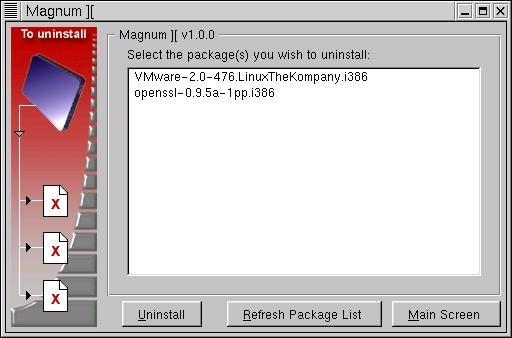 Magnum ][
To uninstall
Magnum ][ v1.0.0
Select the package(s) you wish to uninstall:
VMware-2.0-476.LinuxTheKompany.i386
openssl-0.9.5a-1pp.i386
X
X
X
Uninstall
Refresh Package List
Main Screen